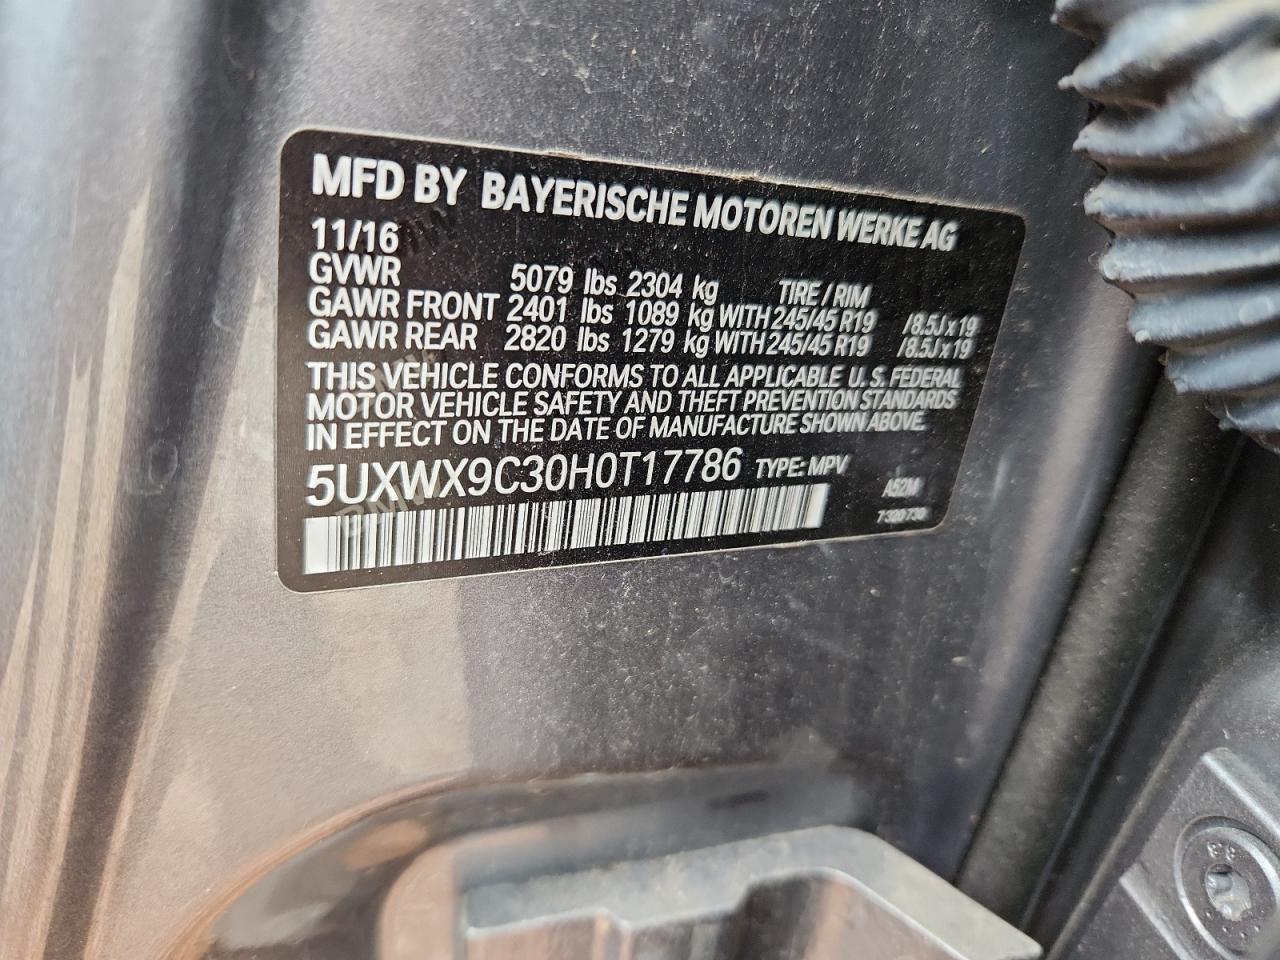 MFD BY BAYERISCHE MOTOREN WERKE AG
11/16
GVWR 5079 lbs 2304 kg TIRE / RIM
GAWR FRONT 2401 lbs 1089 kg WITH 245/45 R19 /8.5J x 19
GAWR REAR 2820 lbs 1279 kg WITH 245/45 R19 /8.5J x 19
THIS VEHICLE CONFORMS TO ALL APPLICABLE U.S. FEDERAL
MOTOR VEHICLE SAFETY AND THEFT PREVENTION STANDARDS
IN EFFECT ON THE DATE OF MANUFACTURE SHOWN ABOVE.
5UXWX9C30H0T17786 TYPE: MPV
A52M
7320730